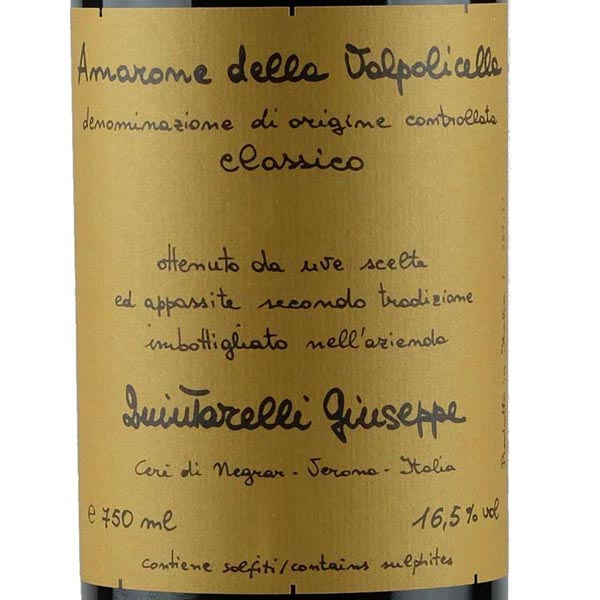 Amarone della Valpolicella
denominazione di origine controllata
classico
ottenuto da uve scelte
ed appassite secondo tradizione
imbottigliato nell'azienda
Quintarelli Giuseppe
Cerè di Negrar - Verona - Italia
e 750 ml
16,5% vol
contiene solfiti/contains sulphites